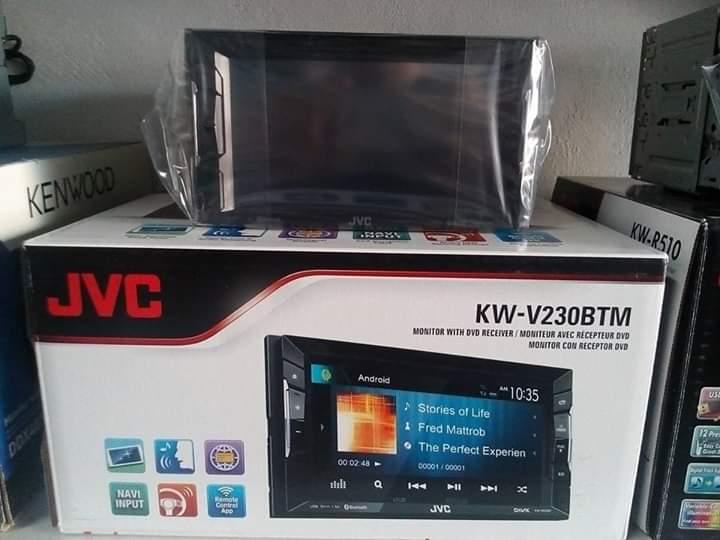 KENWOOD
JVC
KW-R510
JVC
KW-V230BTM
MONITOR WITH DVD RECEIVER / MONITEUR AVEC RÉCEPTEUR DVD
MONITOR CON RECEPTOR DVD
Android
AM 10:35
Stories of Life
Fred Mattrob
The Perfect Experien
00:02:48
00001 / 00001
JVC
NAVI
INPUT
Remote
Control
App